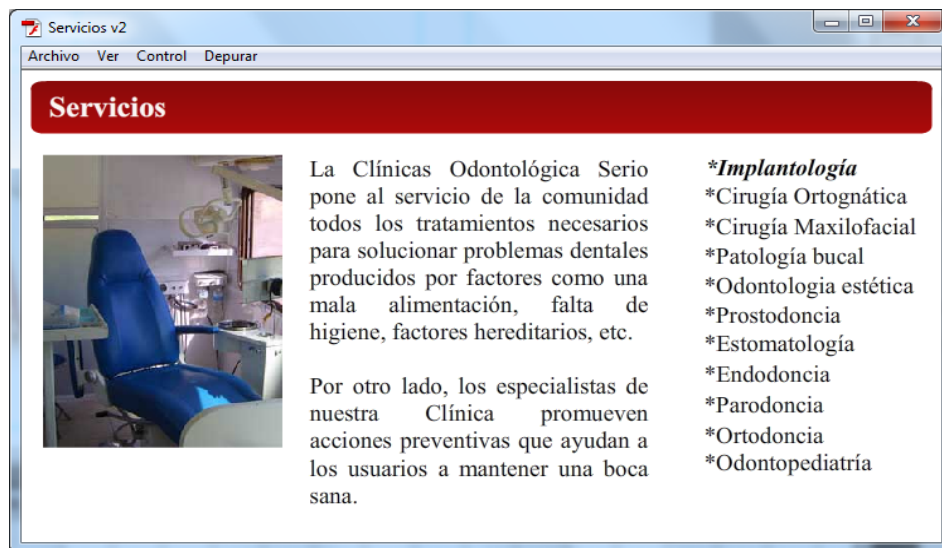 Servicios v2
Archivo Ver Control Depurar
Servicios
La Clínicas Odontológica Serio
pone al servicio de la comunidad
todos los tratamientos necesarios
para solucionar problemas dentales
producidos por factores como una
mala alimentación, falta de
higiene, factores hereditarios, etc.
Por otro lado, los especialistas de
nuestra Clínica promueven
acciones preventivas que ayudan a
los usuarios a mantener una boca
sana.
*Implantología
*Cirugía Ortognática
*Cirugía Maxilofacial
*Patología bucal
*Odontologia estética
*Prostodoncia
*Estomatología
*Endodoncia
*Parodoncia
*Ortodoncia
*Odontopediatría